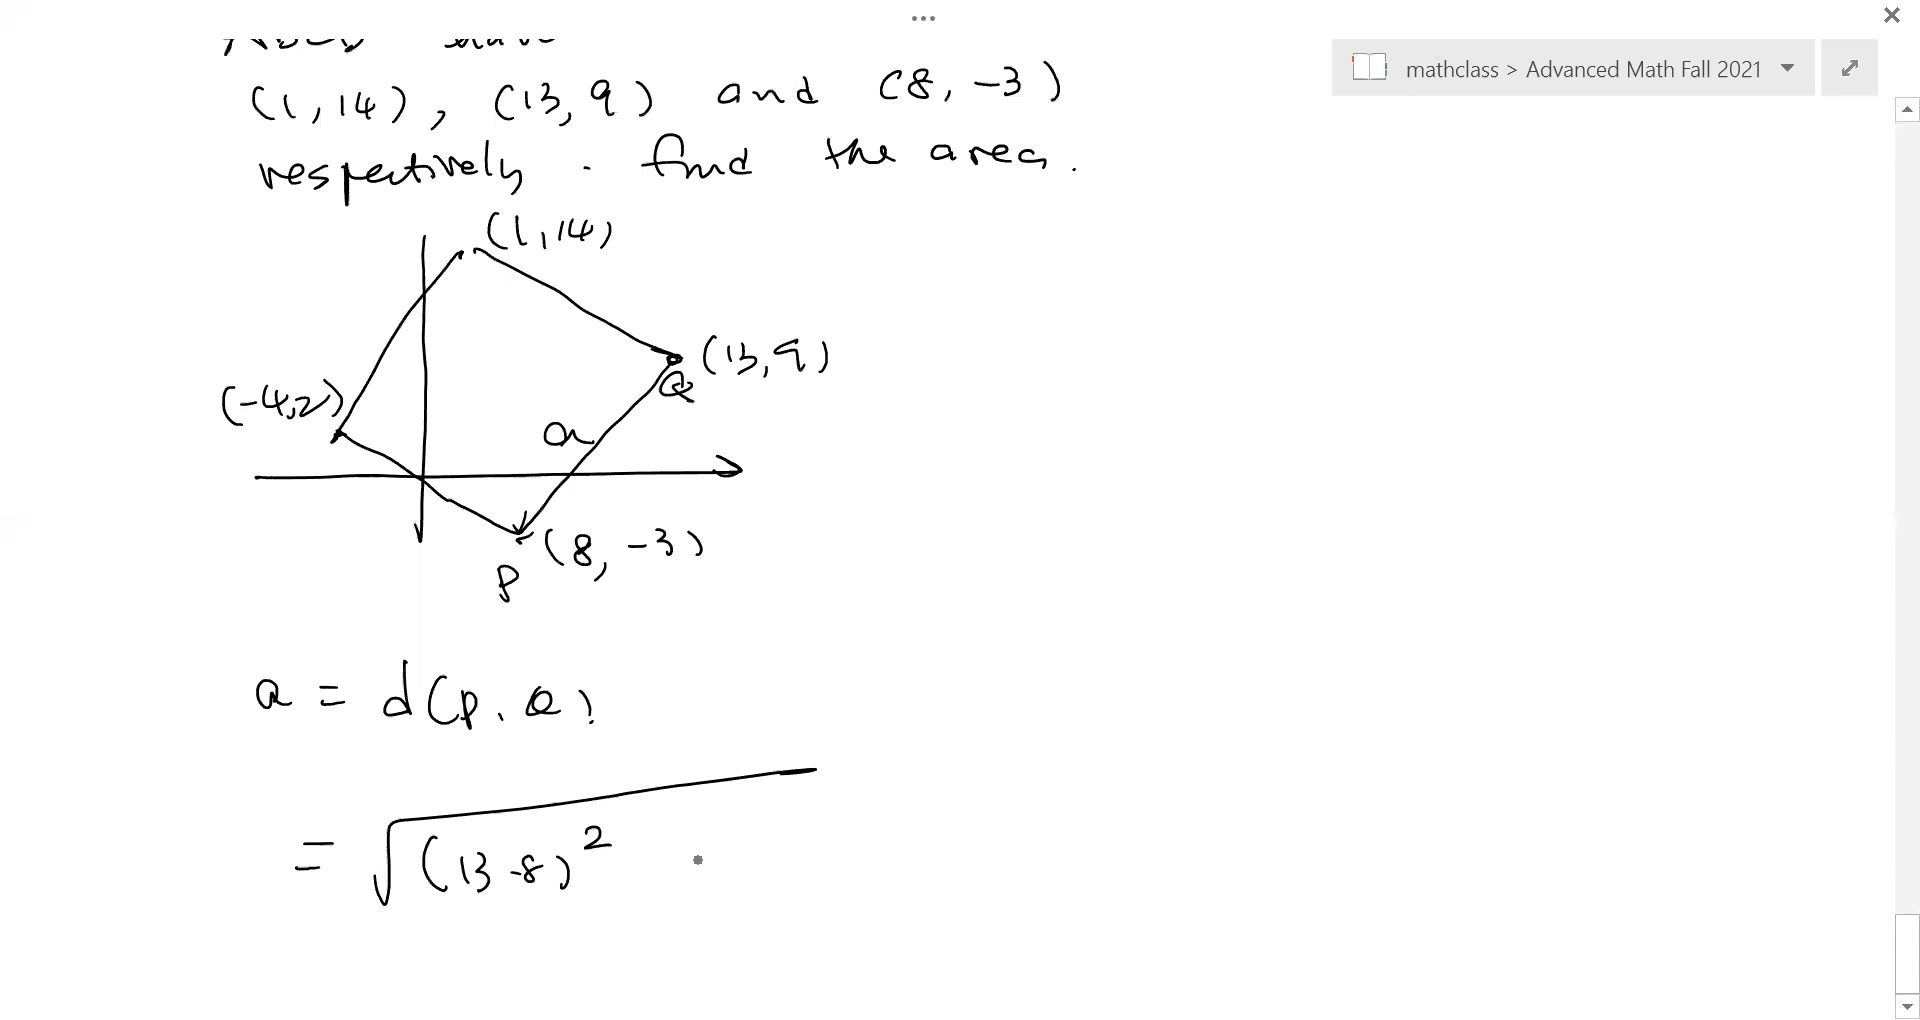 mathclass > Advanced Math Fall 2021
(1, 14), (13, 9) and (8, -3)
respectively. find the area.
(1, 14)
(13, 9)
Q
(-4, 2)
a
(8, -3)
P
a = d(P, Q)
= √(13-8)²